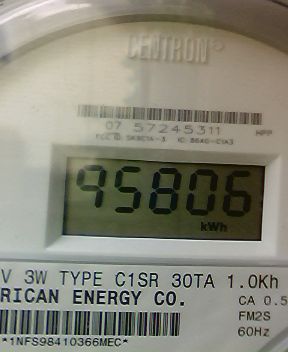 CENTRON
07 57245311
HPP
95806
kWh
V 3W TYPE C1SR 30TA 1.0Kh
RICAN ENERGY CO.
CA 0.5
FM2S
60Hz
*1NFS98410366MEC*